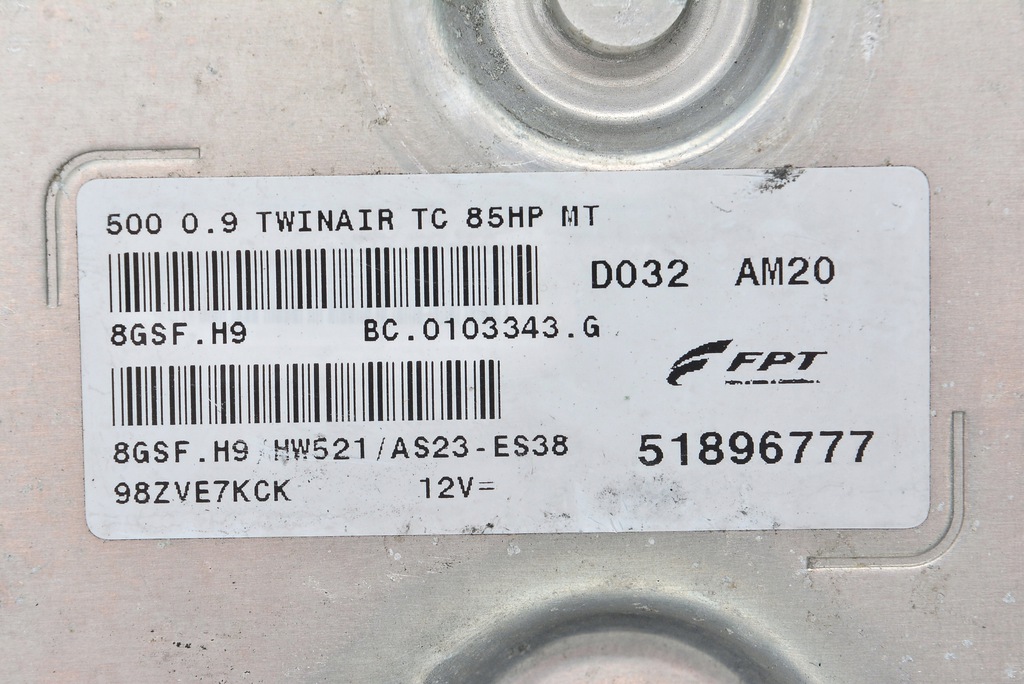 500 0.9 TWINAIR TC 85HP MT
D032 AM20
8GSF.H9 BC.0103343.G
FPT
8GSF.H9/HW521/AS23-ES38
51896777
98ZVE7KCK 12V=